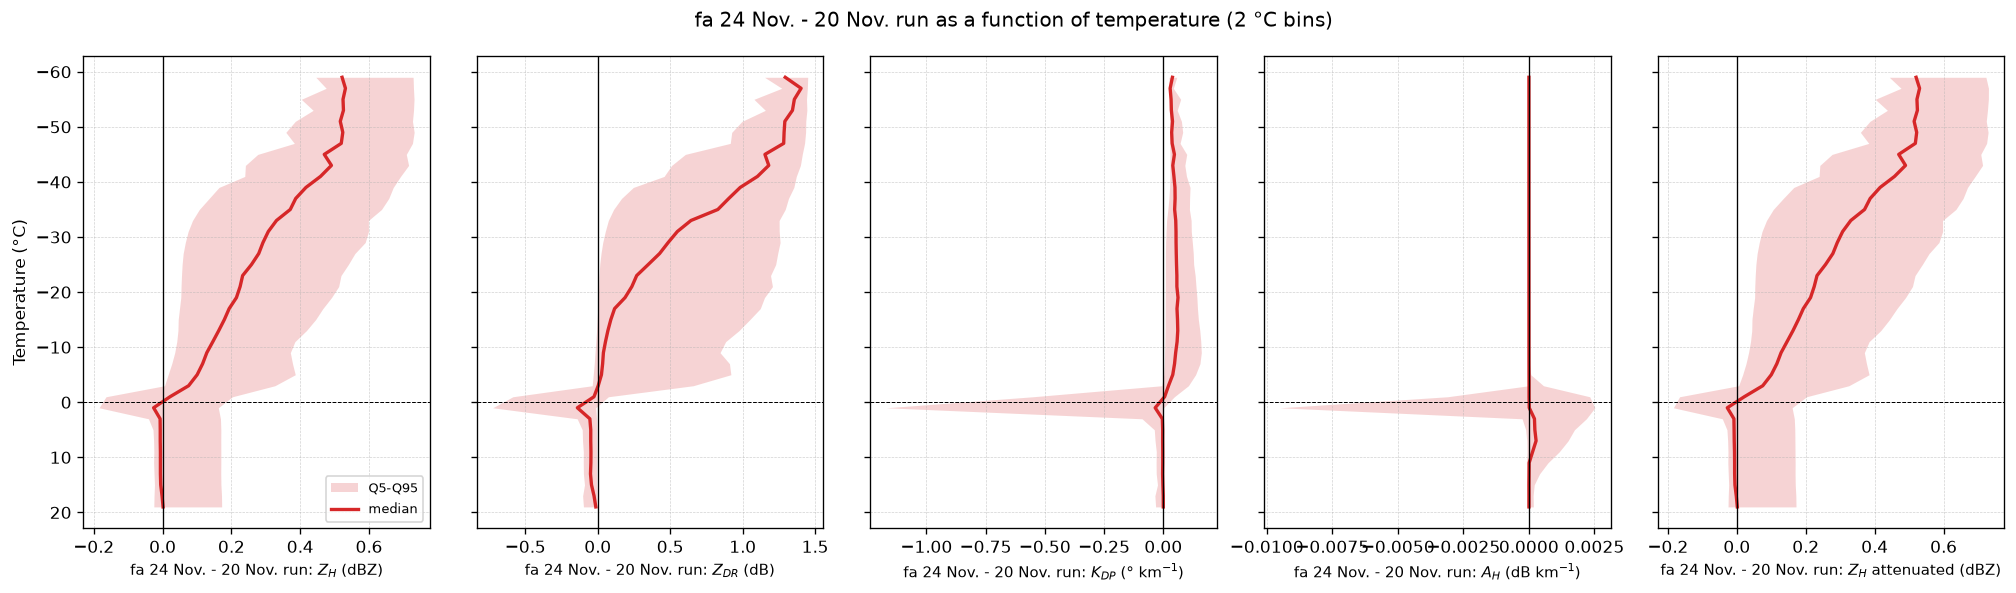 fa 24 Nov. - 20 Nov. run as a function of temperature (2 °C bins)
Temperature (°C)
−60
−50
−40
−30
−20
−10
0
10
20
Q5-Q95
median
−0.2 0.0 0.2 0.4 0.6
fa 24 Nov. - 20 Nov. run: Z_H (dBZ)
−0.5 0.0 0.5 1.0 1.5
fa 24 Nov. - 20 Nov. run: Z_DR (dB)
−1.00 −0.75 −0.50 −0.25 0.00
fa 24 Nov. - 20 Nov. run: K_DP (° km⁻¹)
−0.0100 −0.0075 −0.0050 −0.0025 0.0000 0.0025
fa 24 Nov. - 20 Nov. run: A_H (dB km⁻¹)
−0.2 0.0 0.2 0.4 0.6
fa 24 Nov. - 20 Nov. run: Z_H attenuated (dBZ)